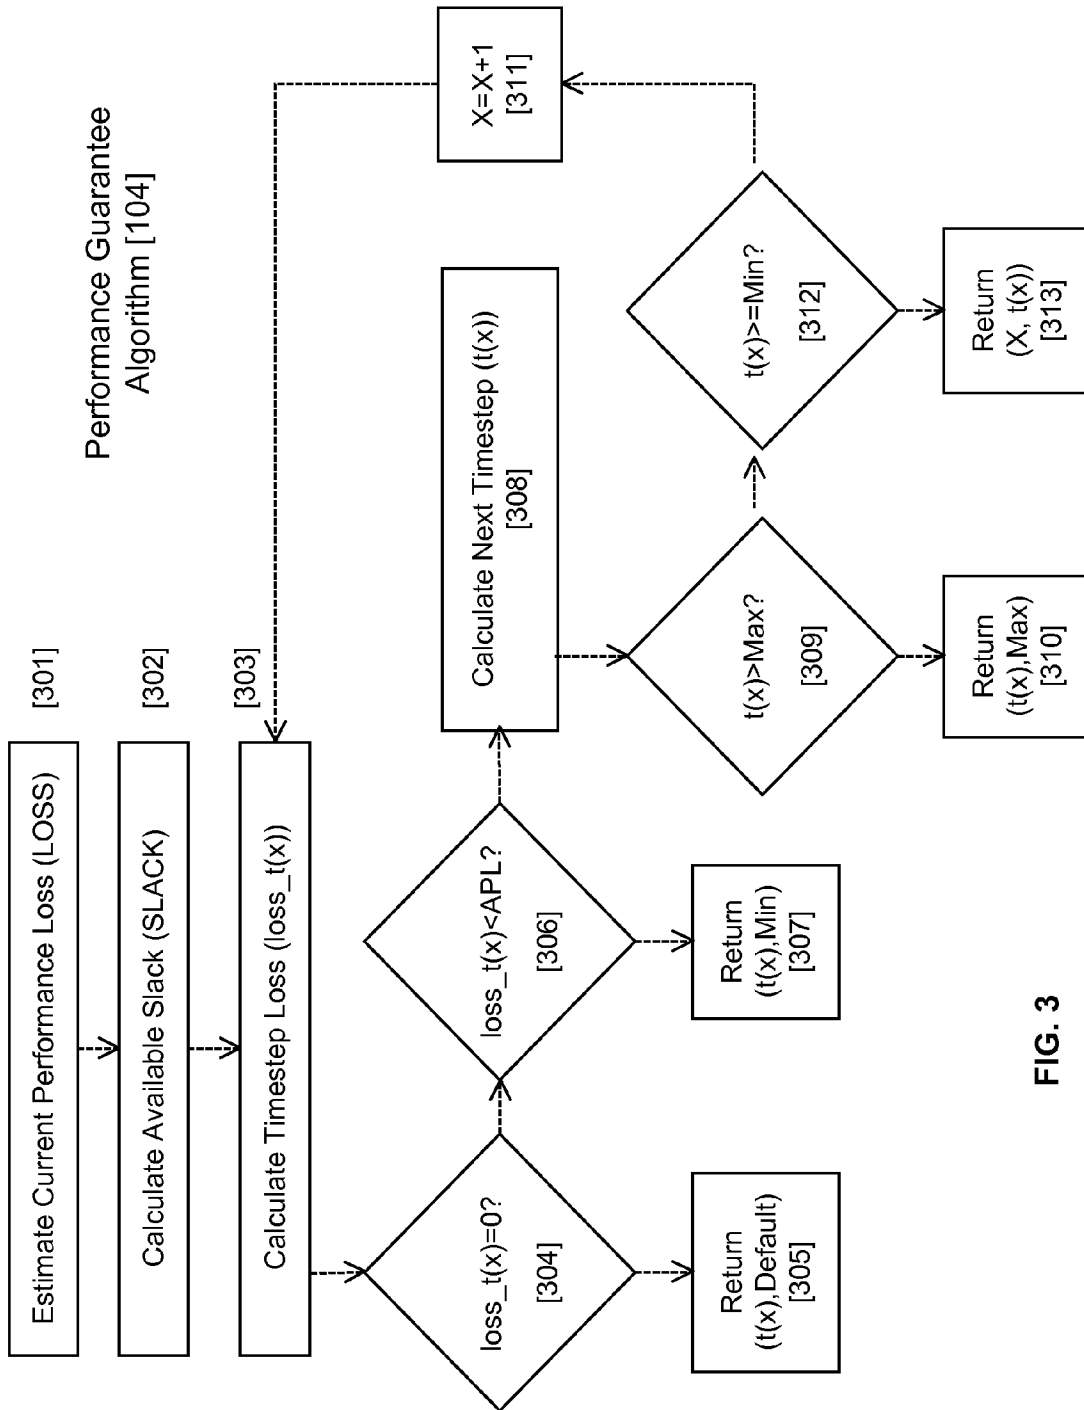 Performance Guarantee
Algorithm [104]
Estimate Current Performance Loss (LOSS)
[301]
Calculate Available Slack (SLACK)
[302]
Calculate Timestep Loss (loss_t(x))
[303]
loss_t(x)=0?
[304]
Return
(t(x),Default)
[305]
loss_t(x)<APL?
[306]
Return
(t(x),Min)
[307]
Calculate Next Timestep (t(x))
[308]
t(x)>Max?
[309]
Return
(t(x),Max)
[310]
X=X+1
[311]
t(x)>=Min?
[312]
Return
(X, t(x))
[313]
FIG. 3